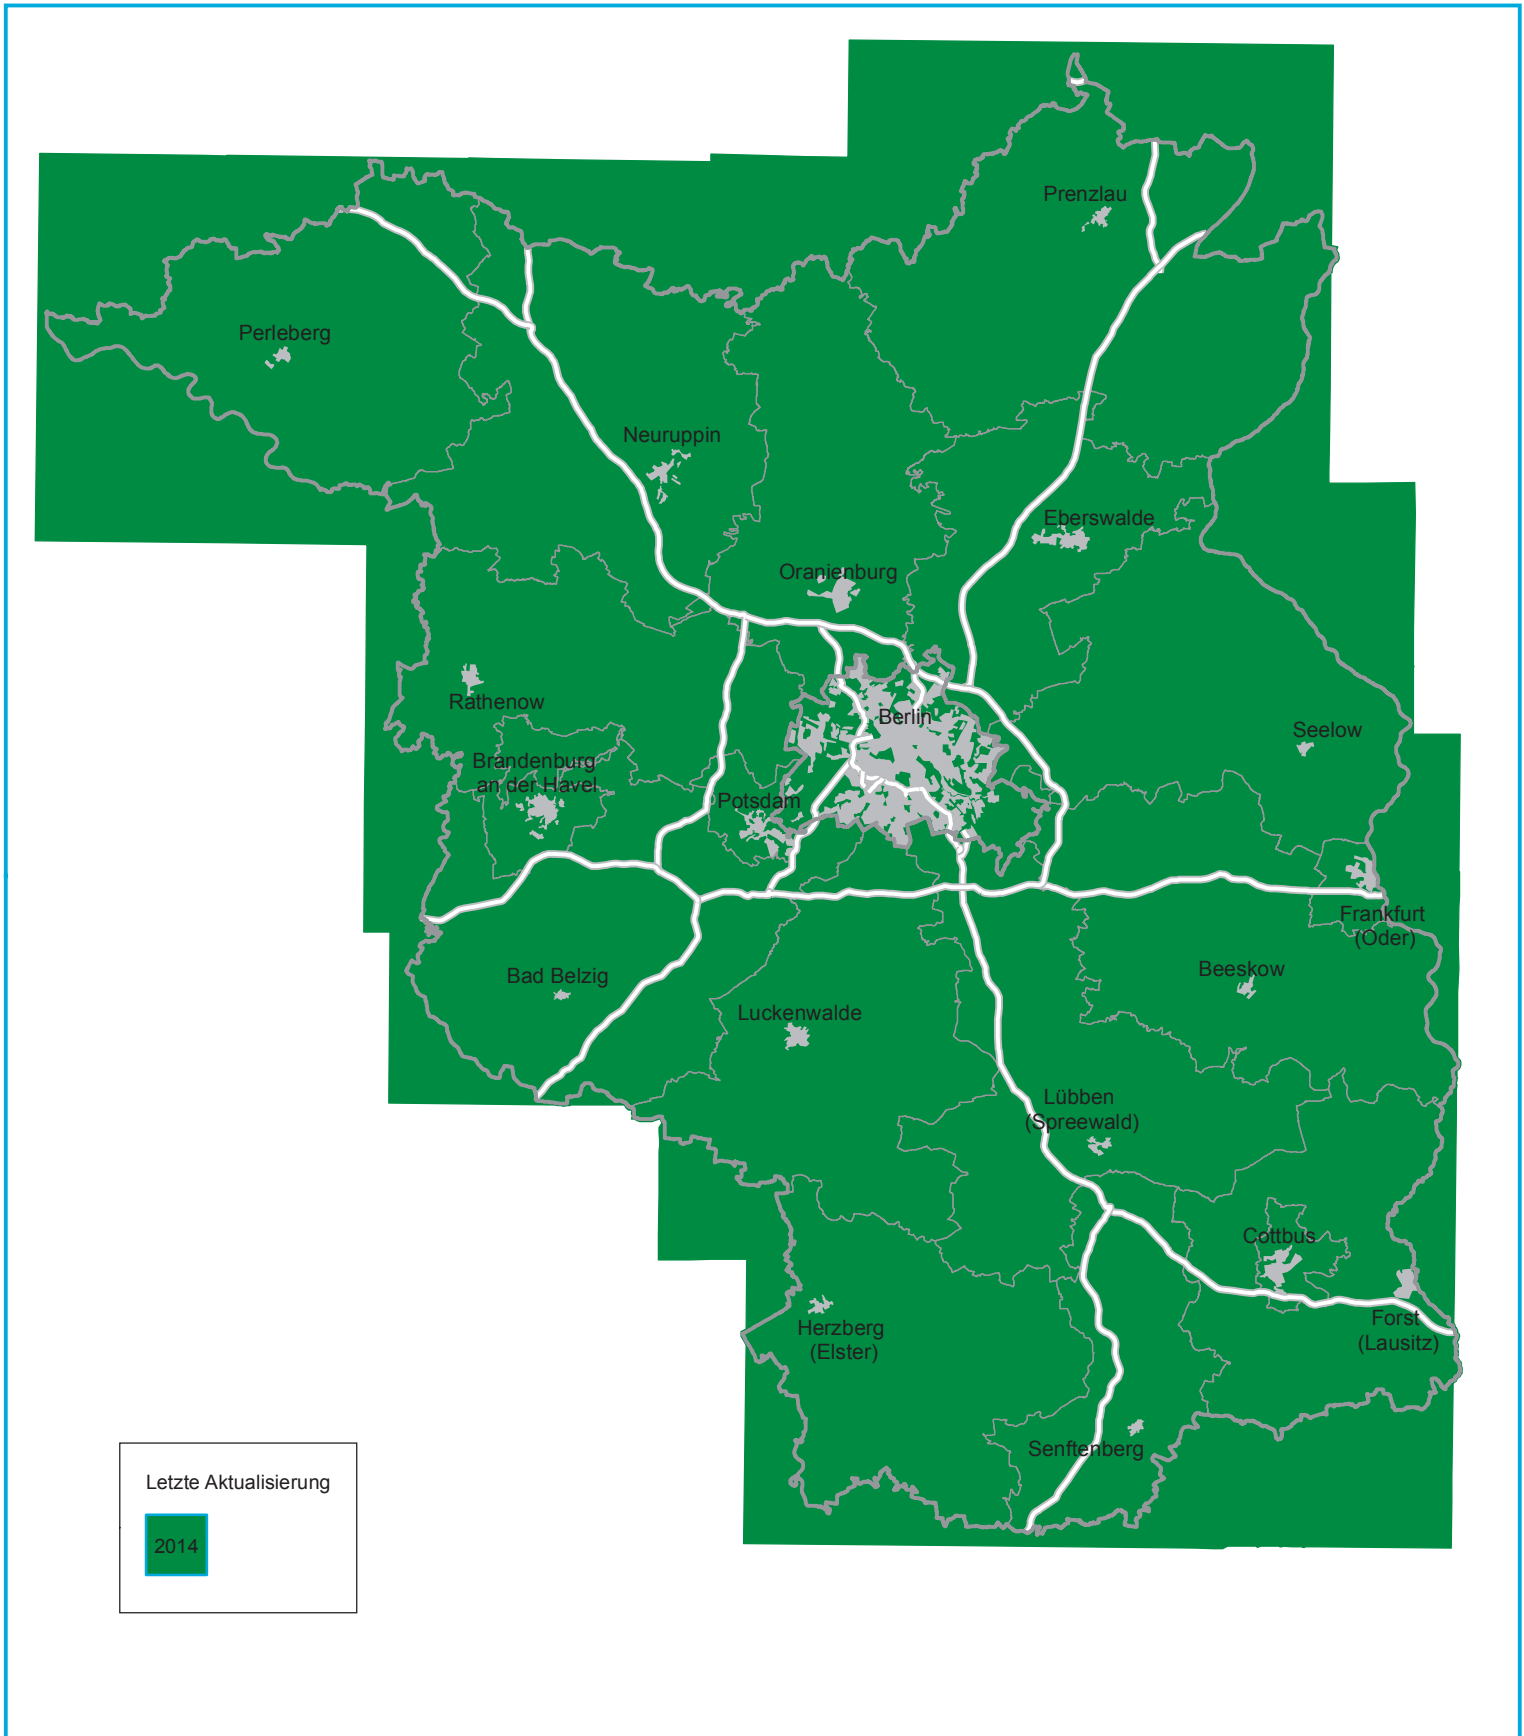 Prenzlau
Perleberg
Neuruppin
Eberswalde
Oranienburg
Rathenow
Berlin
Seelow
Brandenburg
an der Havel
Potsdam
Frankfurt
(Oder)
Bad Belzig
Beeskow
Luckenwalde
Lübben
(Spreewald)
Cottbus
Herzberg
(Elster)
Forst
(Lausitz)
Senftenberg
Letzte Aktualisierung
2014